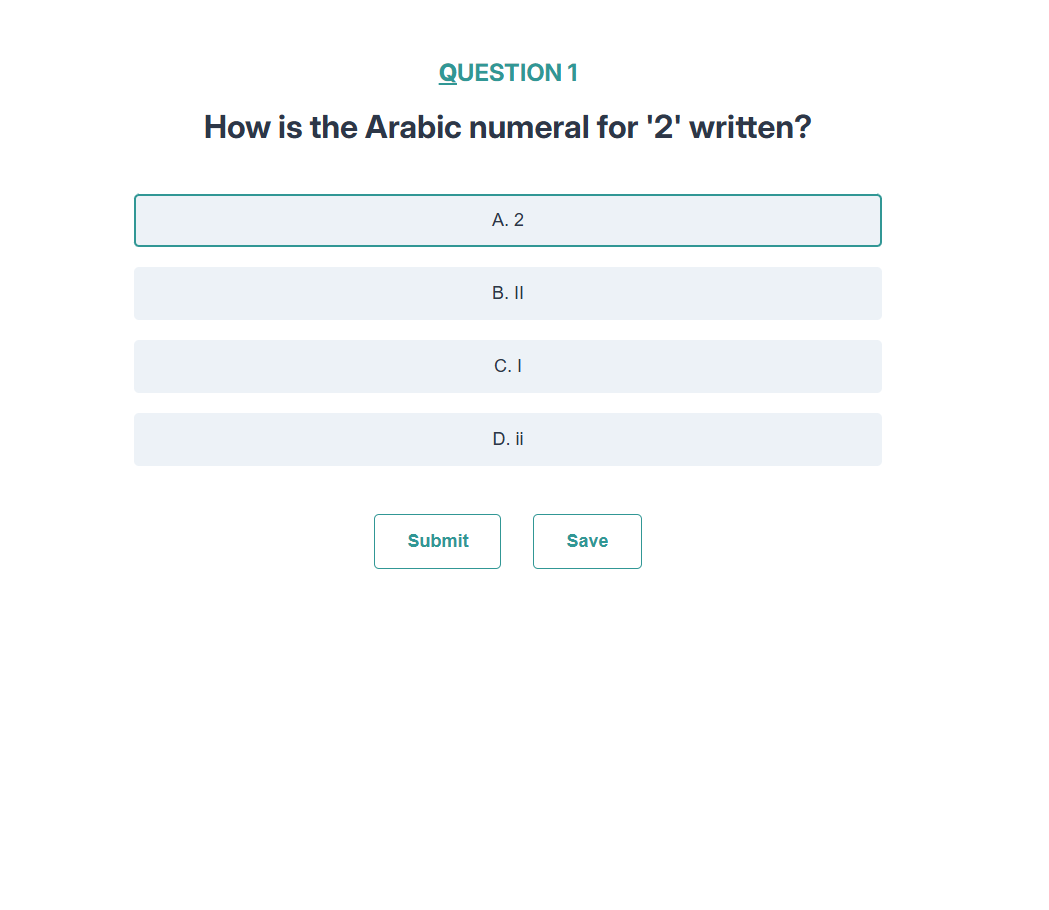 QUESTION 1
How is the Arabic numeral for '2' written?
A. 2
B. II
C. I
D. ii
Submit
Save